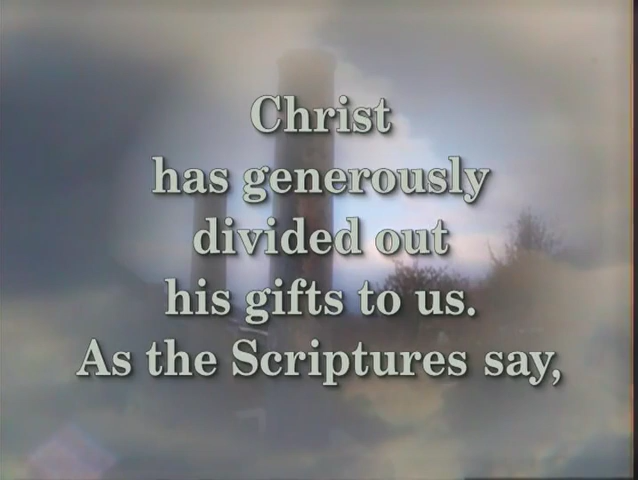 Christ
has generously
divided out
his gifts to us.
As the Scriptures say,